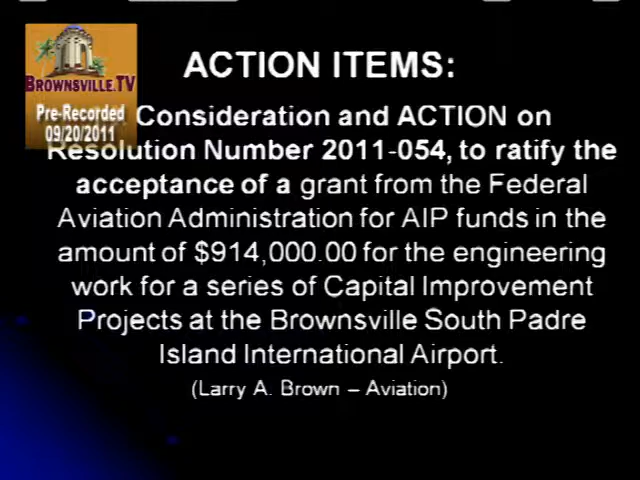 BROWNSVILLE.TV
Pre-Recorded
09/20/2011
ACTION ITEMS:
Consideration and ACTION on
Resolution Number 2011-054, to ratify the
acceptance of a grant from the Federal
Aviation Administration for AIP funds in the
amount of $914,000.00 for the engineering
work for a series of Capital Improvement
Projects at the Brownsville South Padre
Island International Airport.
(Larry A. Brown – Aviation)